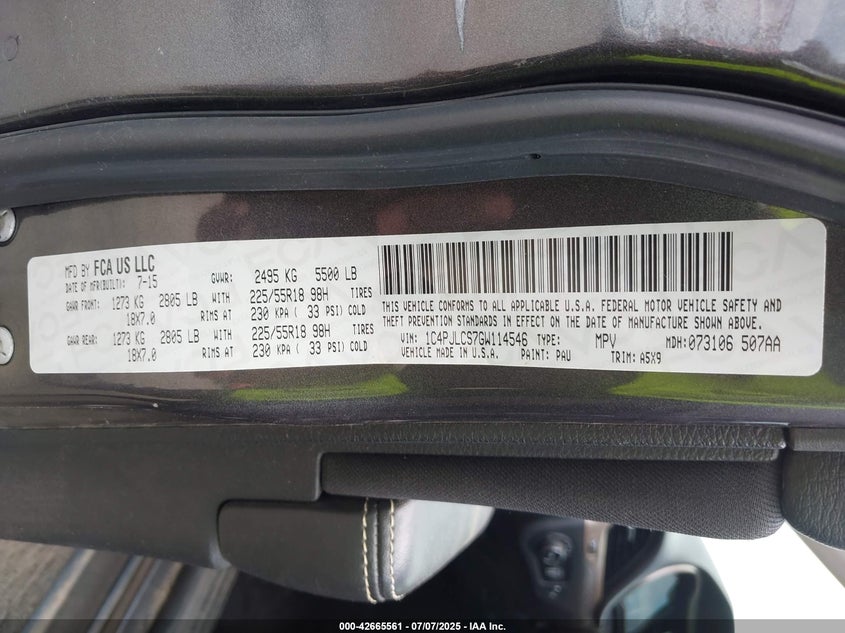 MFD BY FCA US LLC
DATE OF MFR(BUILT): 7-15 GVWR: 2495 KG 5500 LB
GAWR FRONT: 1273 KG 2805 LB WITH 225/55R18 98H TIRES
18X7.0 RIMS AT 230 KPA ( 33 PSI) COLD
GAWR REAR: 1273 KG 2805 LB WITH 225/55R18 98H TIRES
18X7.0 RIMS AT 230 KPA ( 33 PSI) COLD
THIS VEHICLE CONFORMS TO ALL APPLICABLE U.S.A. FEDERAL MOTOR VEHICLE SAFETY AND
THEFT PREVENTION STANDARDS IN EFFECT ON THE DATE OF MANUFACTURE SHOWN ABOVE.
VIN: 1C4PJLCS7GW114546 TYPE: MPV MDH: 073106 507AA
VEHICLE MADE IN U.S.A. PAINT: PAU TRIM: A5X9
000-42665561 / 07/07/2025 - IAA Inc.